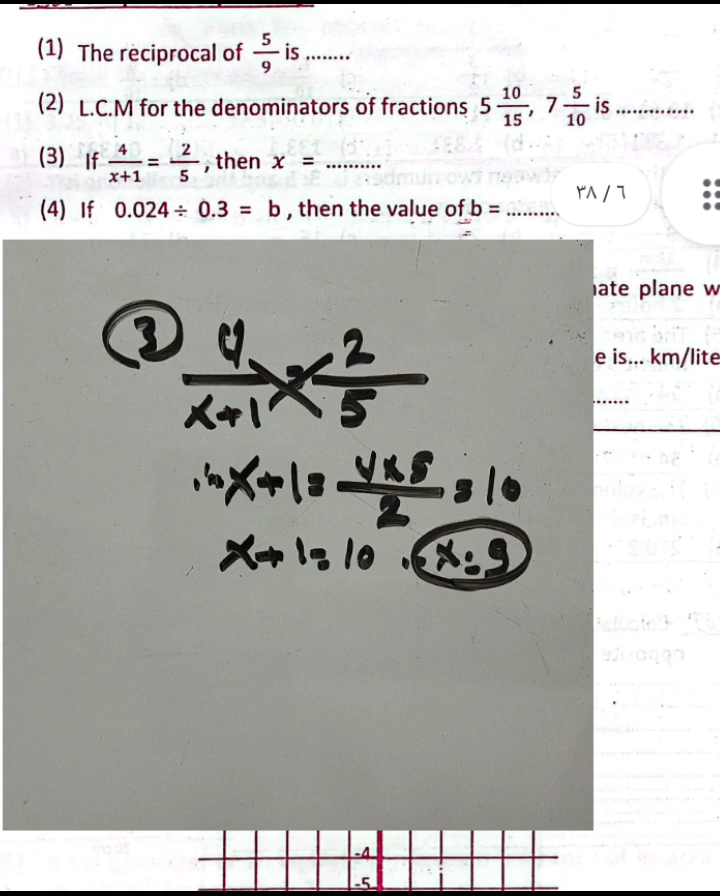 (1) The reciprocal of 5/9 is ........
(2) L.C.M for the denominators of fractions 5 10/15, 7 5/10 is ............
(3) If 4/x+1 = 2/5, then x = ............
(4) If 0.024 ÷ 0.3 = b, then the value of b = ..........
٣٨ / ٦
ate plane w
e is... km/lite
3 4/x+1 = 2/5
∴ x+1 = 4×5/2 = 10
x+1 = 10 ∴ x = 9
-4
-5